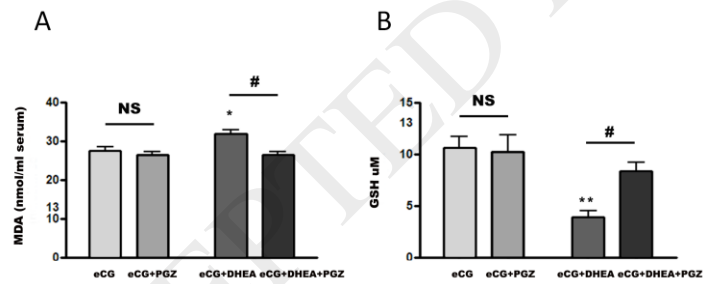 A
B
NS
#
*
MDA (nmol/ml serum)
40
30
20
13
10
0
eCG
eCG+PGZ
eCG+DHEA
eCG+DHEA+PGZ
NS
#
**
GSH uM
15
13
10
5
0
eCG
eCG+PGZ
eCG+DHEA
eCG+DHEA+PGZ